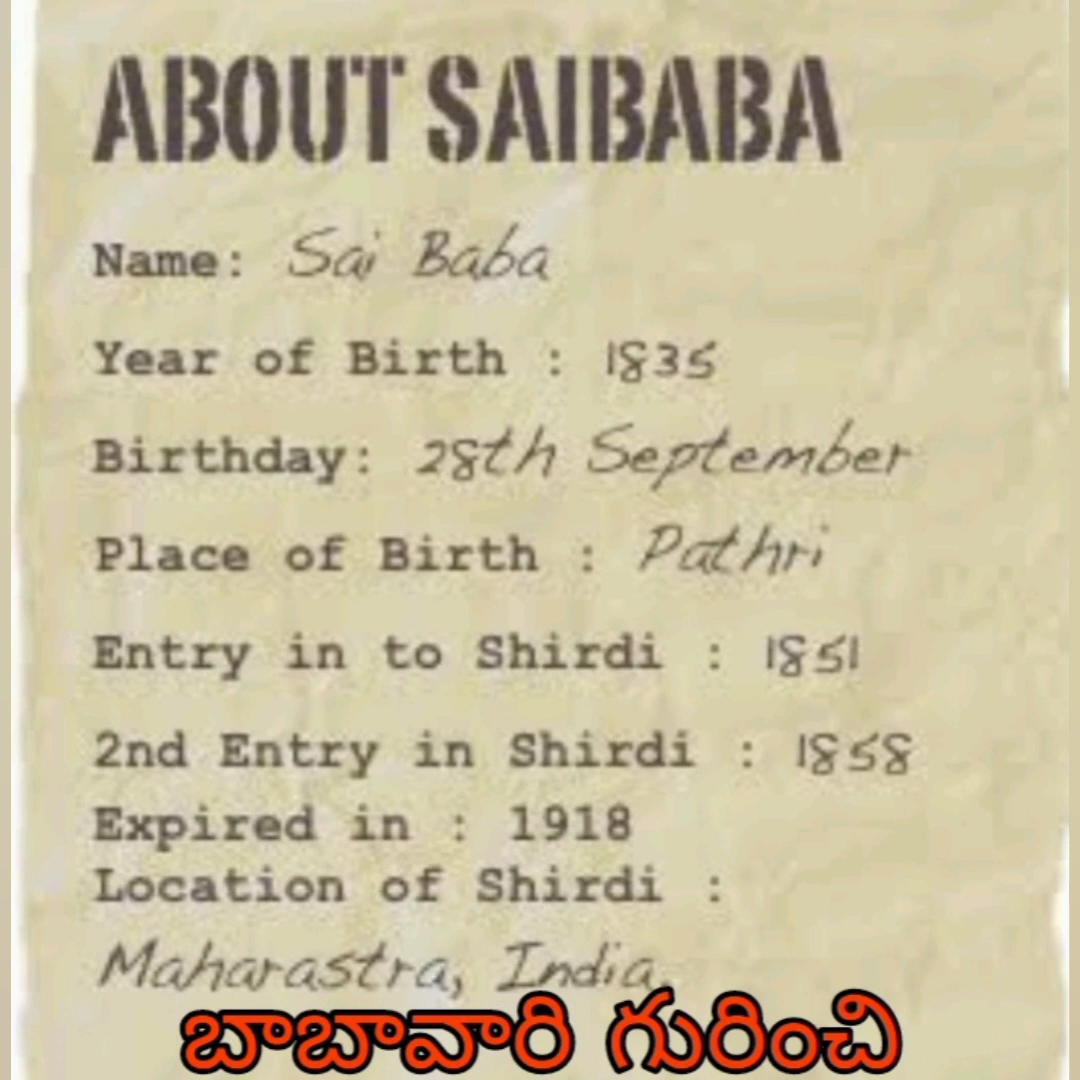 ABOUT SAIBABA
Name: Sai Baba
Year of Birth : 1835
Birthday: 28th September
Place of Birth : Pathri
Entry in to Shirdi : 1851
2nd Entry in Shirdi : 1858
Expired in : 1918
Location of Shirdi :
Maharastra, India.
బాబావారి గురించి